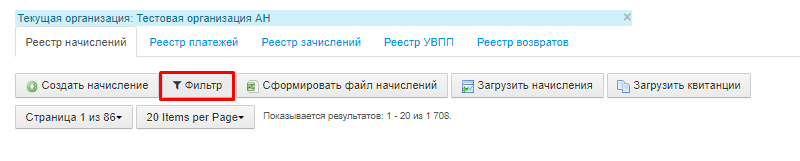 Текущая организация: Тестовая организация АН ×
Реестр начислений Реестр платежей Реестр зачислений Реестр УВПП Реестр возвратов
Создать начисление Фильтр Сформировать файл начислений Загрузить начисления Загрузить квитанции
Страница 1 из 86 20 Items per Page Показывается результатов: 1 - 20 из 1 708.